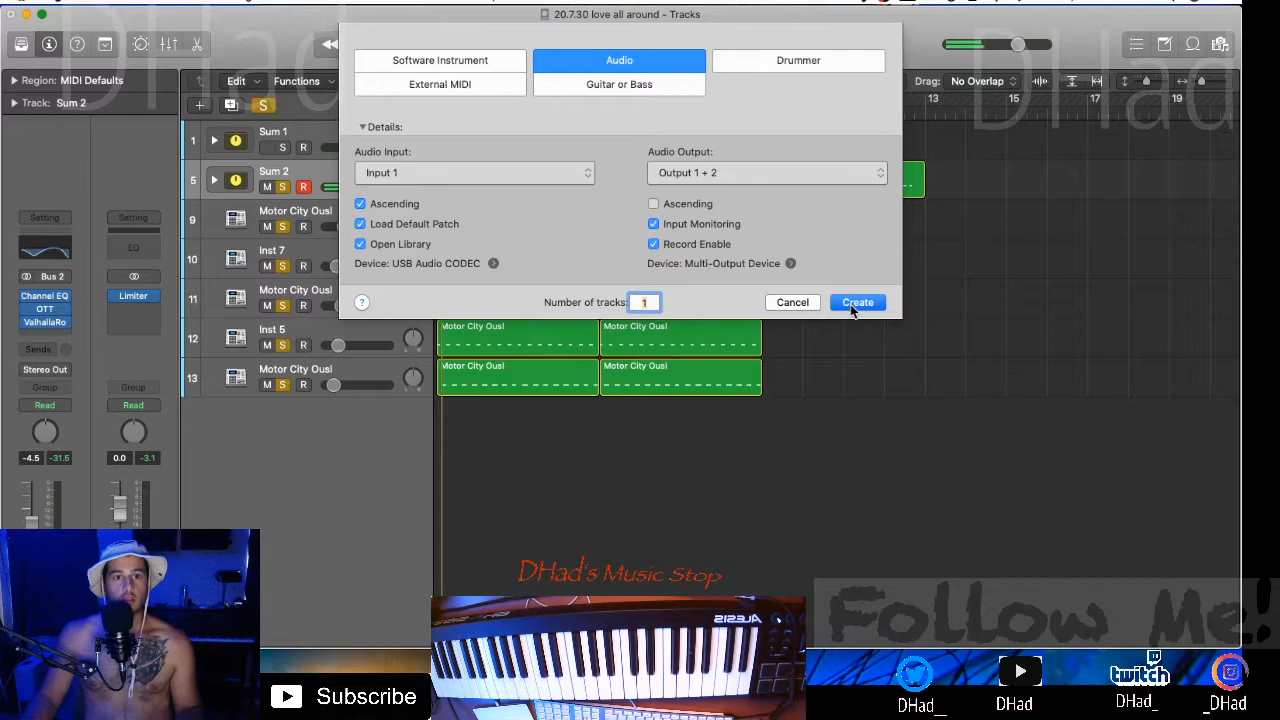 20.7.30 love all around - Tracks
DHad
DHad
Software Instrument
Audio
Drummer
External MIDI
Guitar or Bass
Region: MIDI Defaults
Edit
Functions
Drag: No Overlap
Track: Sum 2
S
13
15
17
19
Details:
Audio Input:
Audio Output:
Input 1
Output 1 + 2
Ascending
Ascending
Load Default Patch
Input Monitoring
Open Library
Record Enable
Device: USB Audio CODEC
Device: Multi-Output Device
Number of tracks: 1
Cancel
Create
1
Sum 1
S R
5
Sum 2
M S R
9
Motor City Ousl
M S R
10
Inst 7
M S R
11
Motor City Ousl
M S R
12
Inst 5
M S R
L R
13
Motor City Ousl
M S R
L R
Motor City Ousl
Motor City Ousl
Motor City Ousl
Motor City Ousl
Setting
Setting
EQ
Bus 2
Channel EQ
OTT
ValhallaRo
Limiter
Sends
Stereo Out
Group
Group
Read
Read
-4.5 -31.5
0.0 -3.1
DHad's Music Stop
ALESIS
Follow Me!
Subscribe
DHad__
DHad
twitch
DHad_
_DHad